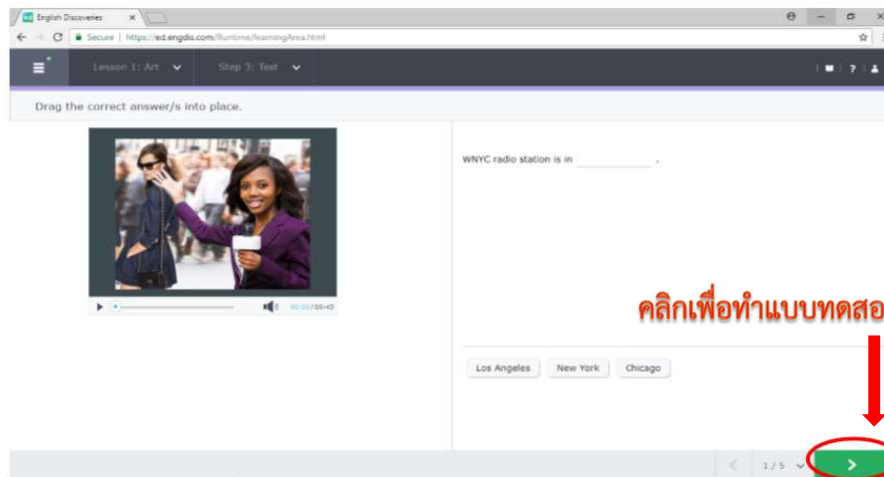 English Discoveries
Secure | https://ed.engdis.com/Runtime/learningArea.html
Lesson 1: Art Step 3: Test
Drag the correct answer/s into place.
WNYC radio station is in ____________ .
00:00/00:45
คลิกเพื่อทำแบบทดสอ
Los Angeles New York Chicago
1/5